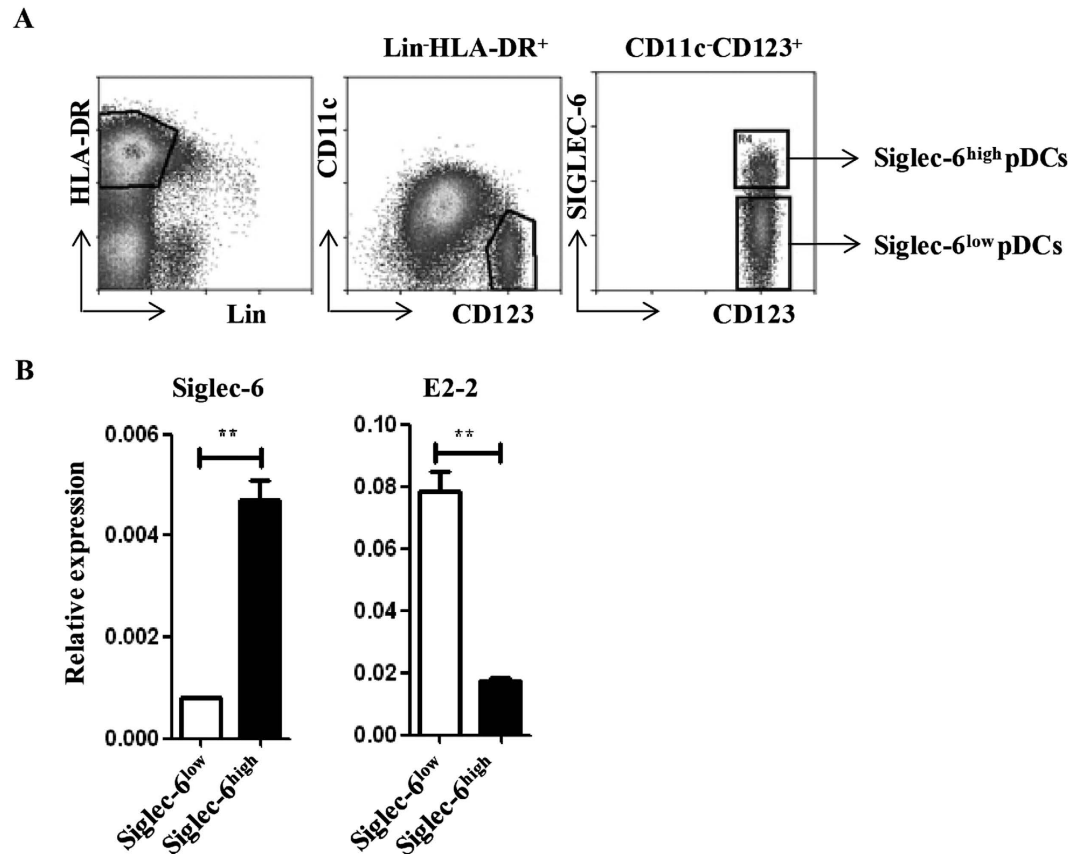 A
Lin-HLA-DR+
CD11c-CD123+
HLA-DR
Lin
CD11c
CD123
SIGLEC-6
R4
CD123
Siglec-6high pDCs
Siglec-6low pDCs
B
Siglec-6
E2-2
Relative expression
**
0.006
0.004
0.002
0.000
Siglec-6low
Siglec-6high
**
0.10
0.08
0.06
0.04
0.02
0.00
Siglec-6low
Siglec-6high